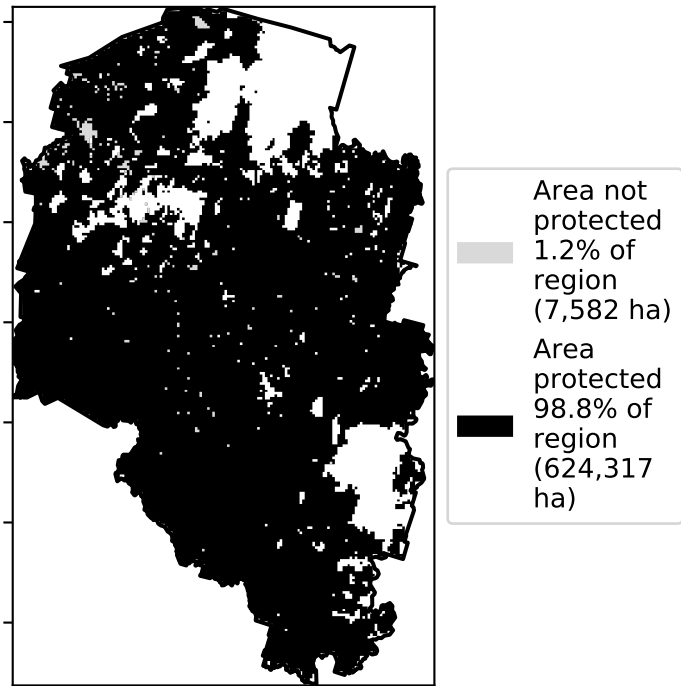 Area not
protected
1.2% of
region
(7,582 ha)
Area
protected
98.8% of
region
(624,317
ha)